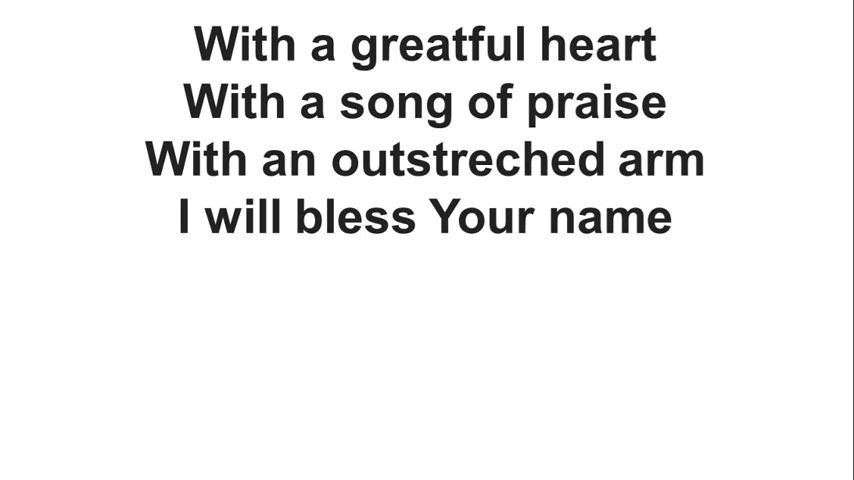 With a greatful heart
With a song of praise
With an outstreched arm
I will bless Your name